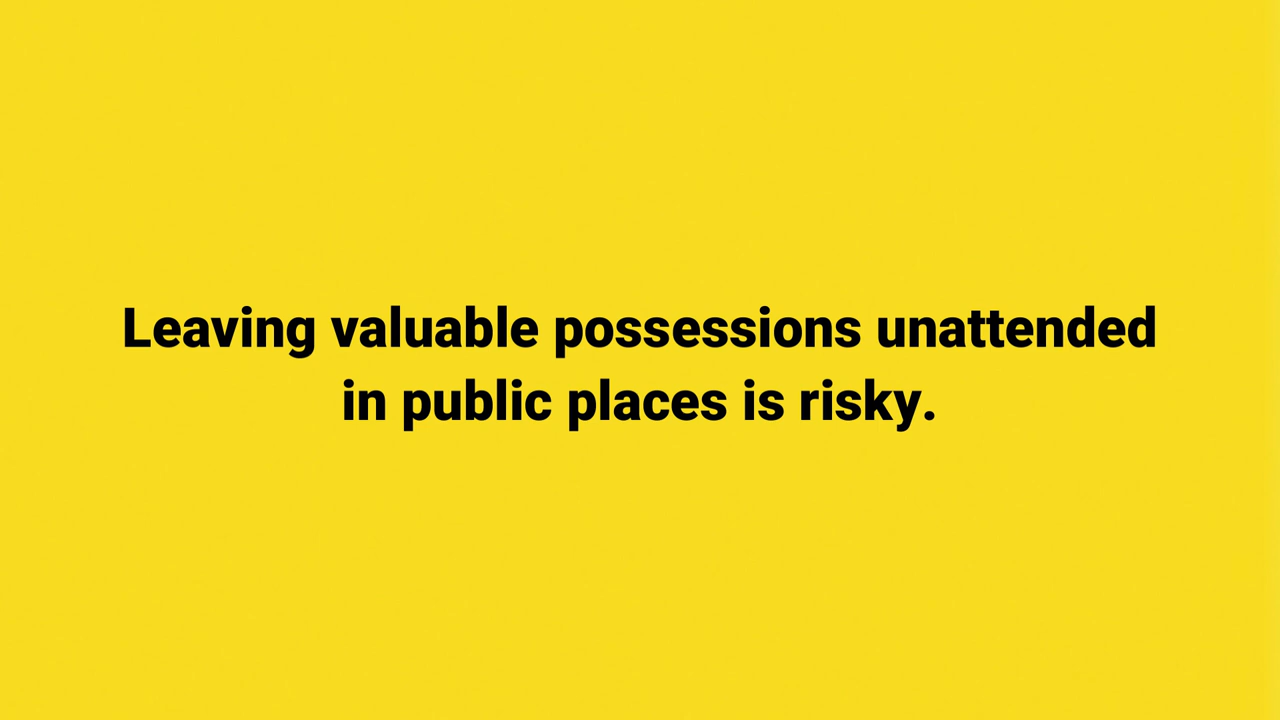 Leaving valuable possessions unattended
in public places is risky.